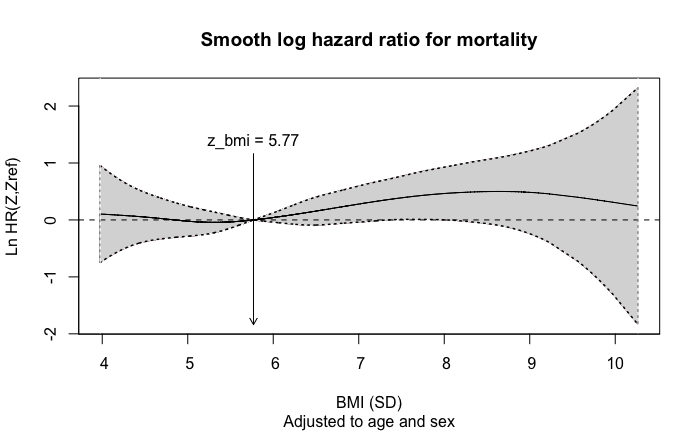 Smooth log hazard ratio for mortality
Ln HR(Z,Zref)
2
1
0
-1
-2
z_bmi = 5.77
4 5 6 7 8 9 10
BMI (SD)
Adjusted to age and sex